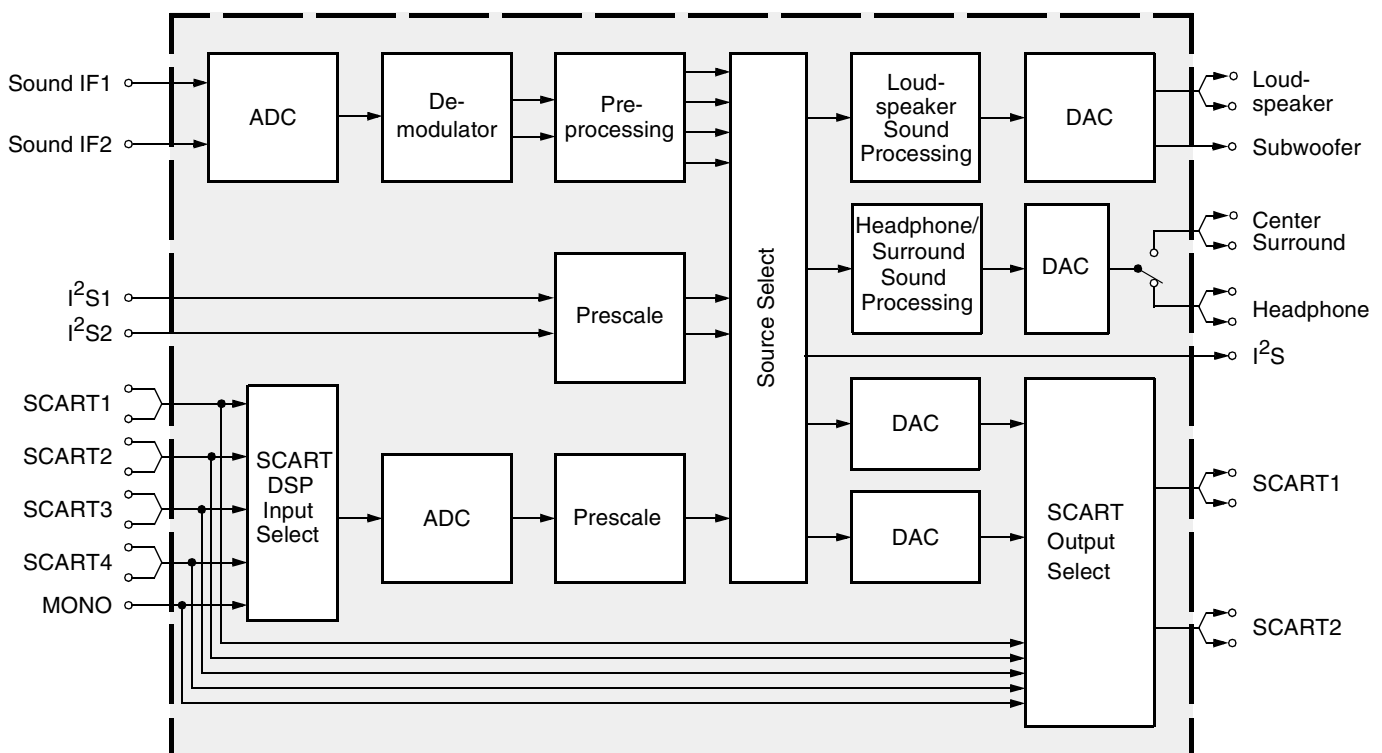 Sound IF1
Sound IF2
ADC
De-
modulator
Pre-
processing
Loud-
speaker
Sound
Processing
DAC
Loud-
speaker
Subwoofer
Headphone/
Surround
Sound
Processing
DAC
Center
Surround
Headphone
I2S1
I2S2
Prescale
Source Select
I2S
SCART1
SCART2
SCART3
SCART4
MONO
SCART
DSP
Input
Select
ADC
Prescale
DAC
DAC
SCART
Output
Select
SCART1
SCART2